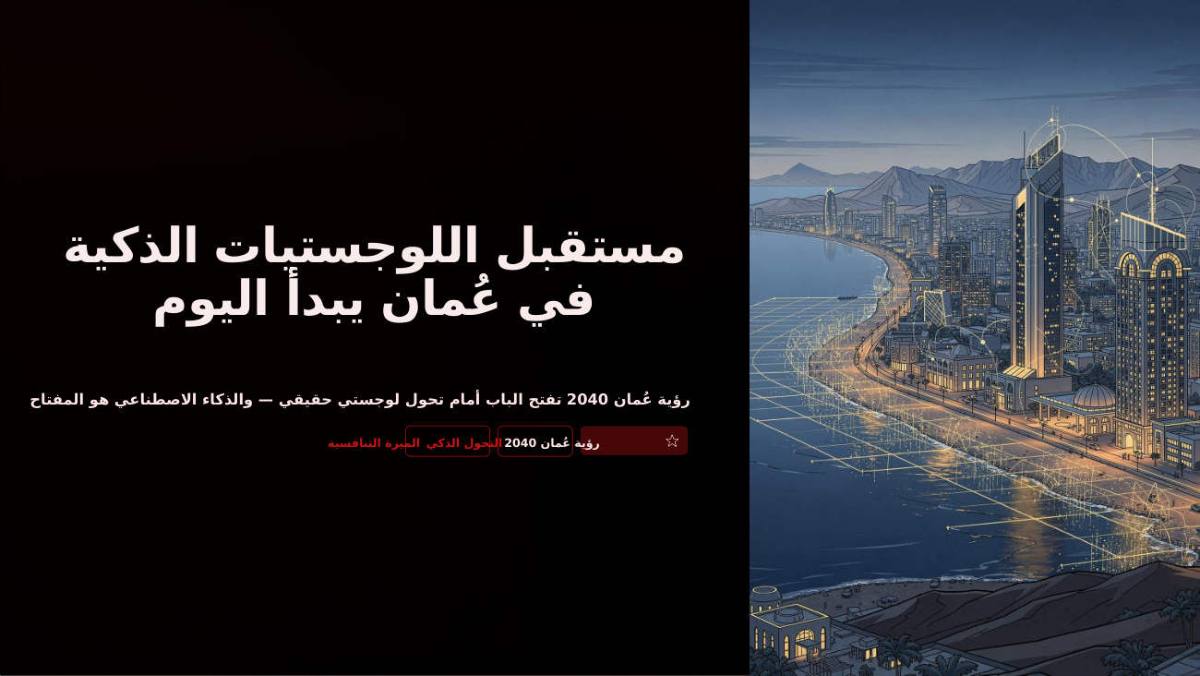 مستقبل اللوجستيات الذكية
في عُمان يبدأ اليوم
رؤية عُمان 2040 تفتح الباب أمام تحول لوجستي حقيقي — والذكاء الاصطناعي هو المفتاح
☆ رؤية عُمان 2040 التحول الذكي الميزة التنافسية